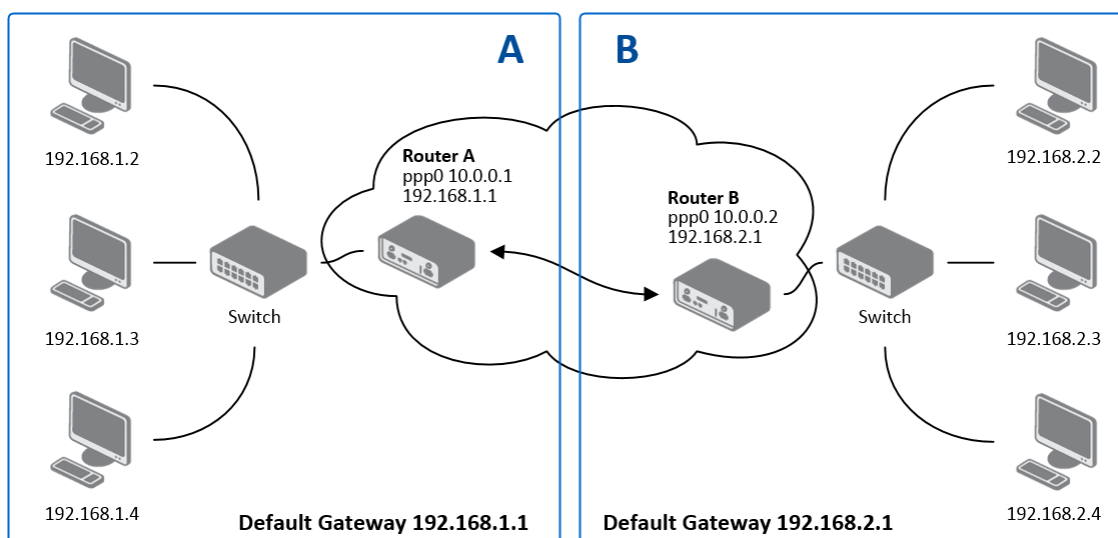 A
B
192.168.1.2
192.168.2.2
Router A
ppp0 10.0.0.1
192.168.1.1
Router B
ppp0 10.0.0.2
192.168.2.1
Switch
Switch
192.168.1.3
192.168.2.3
192.168.1.4
192.168.2.4
Default Gateway 192.168.1.1
Default Gateway 192.168.2.1